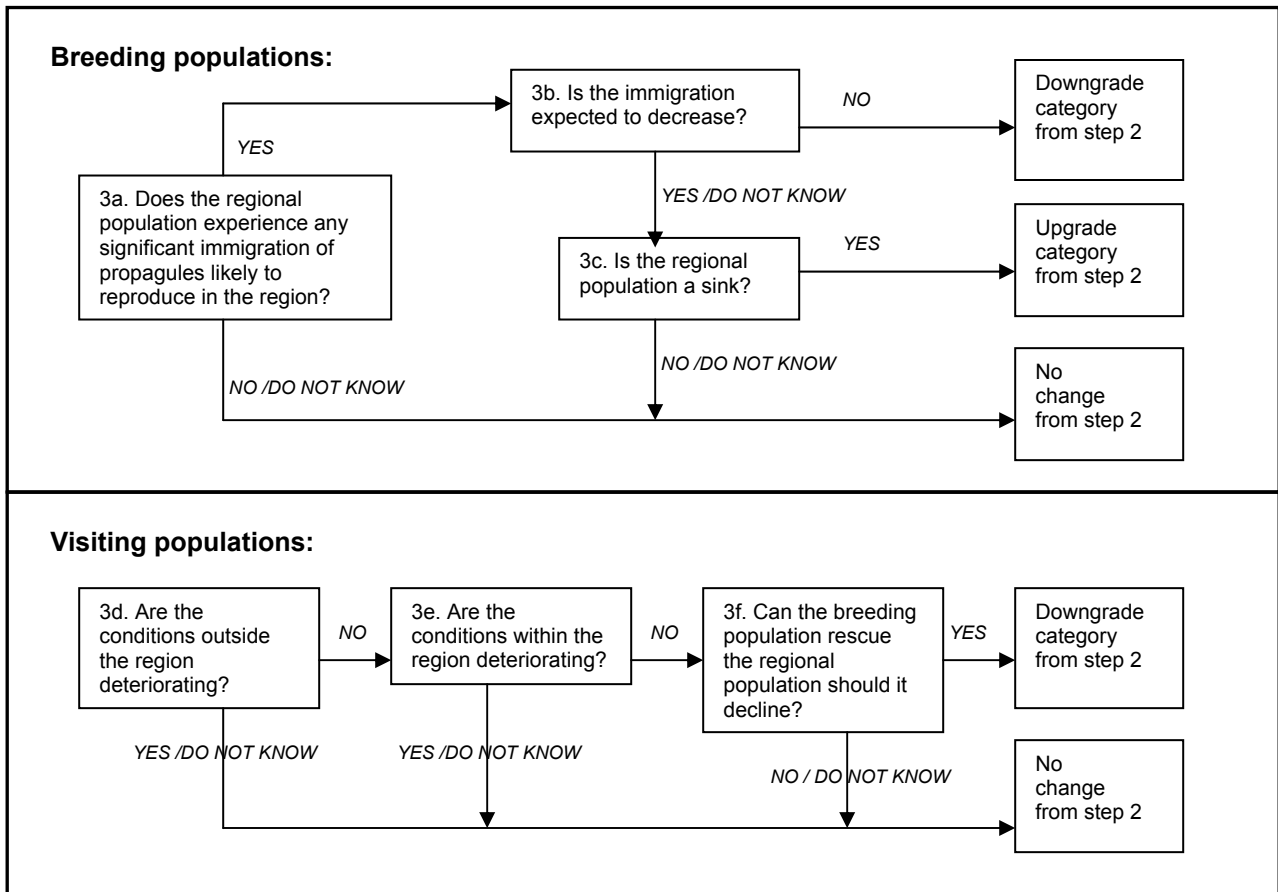 Breeding populations:
3b. Is the immigration
expected to decrease?
NO
Downgrade
category
from step 2
YES
3a. Does the regional
population experience any
significant immigration of
propagules likely to
reproduce in the region?
YES /DO NOT KNOW
3c. Is the regional
population a sink?
YES
Upgrade
category
from step 2
NO /DO NOT KNOW
NO /DO NOT KNOW
No
change
from step 2
Visiting populations:
3d. Are the
conditions outside
the region
deteriorating?
NO
3e. Are the
conditions within the
region deteriorating?
NO
3f. Can the breeding
population rescue
the regional
population should it
decline?
YES
Downgrade
category
from step 2
YES /DO NOT KNOW
YES /DO NOT KNOW
NO / DO NOT KNOW
No
change
from step 2